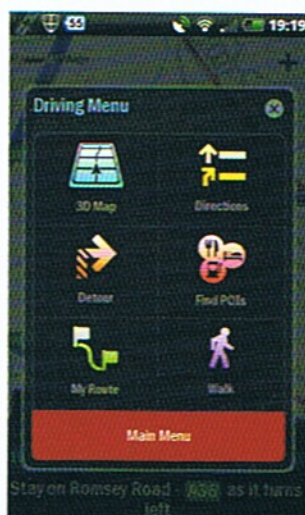 55 19:19
Driving Menu
3D Map Directions
Detour Find POIs
My Route Walk
Main Menu
Stay on Romsey Road - A36 as it turns
left